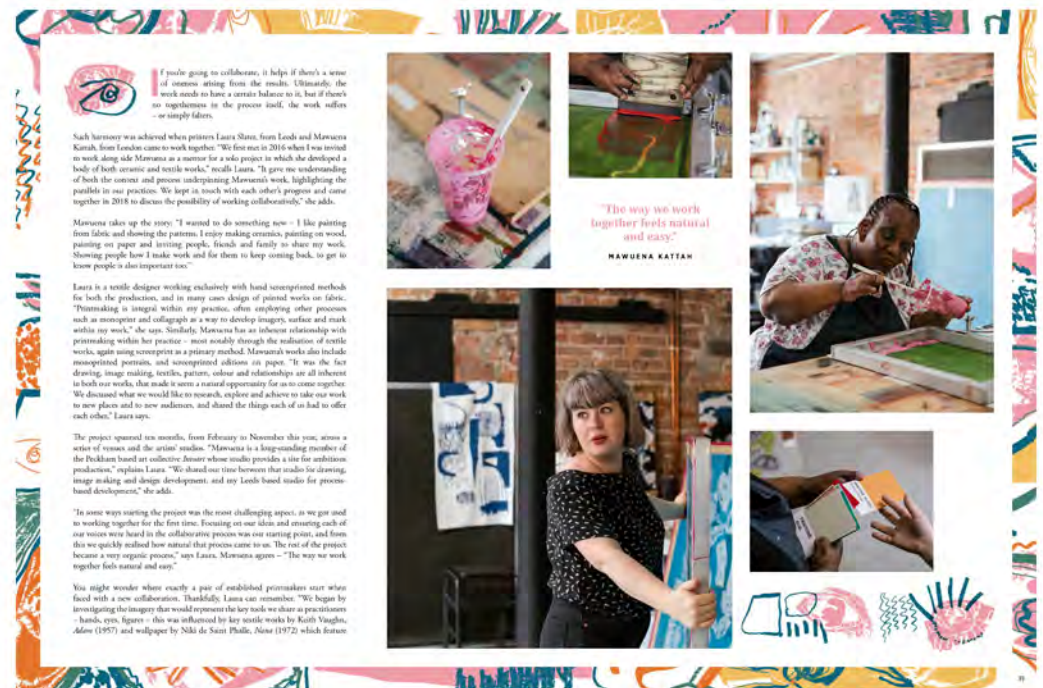 If you're going to collaborate, it helps if there's a sense
of oneness arising from the results. Ultimately, the
work needs to have a certain balance to it, but if there's
no togetherness in the process itself, the work suffers
– or simply falters.
Such harmony was achieved when printers Laura Slater, from Leeds and Mawuena
Kattah, from London came to work together. "We first met in 2016 when I was invited
to work along side Mawuena as a mentor for a solo project in which she developed a
body of both ceramic and textile works," recalls Laura. "It gave me understanding
of both the context and process underpinning Mawuena's work, highlighting the
parallels in our practices. We kept in touch with each other's progress and came
together in 2018 to discuss the possibility of working collaboratively," she adds.
Mawuena takes up the story: "I wanted to do something new – I like painting
from fabric and showing the patterns, I enjoy making ceramics, painting on wood,
painting on paper and inviting people, friends and family to share my work.
Showing people how I make work and for them to keep coming back, to get to
know people is also important too."
Laura is a textile designer working exclusively with hand screenprinted methods
for both the production, and in many cases design of printed works on fabric.
"Printmaking is integral within my practice, often employing other processes
such as monoprint and collagraph as a way to develop imagery, surface and mark
within my work," she says. Similarly, Mawuena has an inherent relationship with
printmaking within her practice – most notably through the realisation of textile
works, again using screenprint as a primary method. Mawuena's works also include
monoprinted portraits, and screenprinted editions on paper. "It was the fact
drawing, image making, textiles, pattern, colour and relationships are all inherent
in both our works, that made it seem a natural opportunity for us to come together.
We discussed what we would like to research, explore and achieve to take our work
to new places and to new audiences, and shared the things each of us had to offer
each other," Laura says.
The project spanned ten months, from February to November this year, across a
series of venues and the artists' studios. "Mawuena is a long-standing member of
the Peckham based art collective Intoart whose studio provides a site for ambitious
production," explains Laura. "We shared our time between that studio for drawing,
image making and design development, and my Leeds based studio for process-
based development," she adds.
"In some ways starting the project was the most challenging aspect, as we got used
to working together for the first time. Focusing on our ideas and ensuring each of
our voices were heard in the collaborative process was our starting point, and from
this we quickly realised how natural that process came to us. The rest of the project
became a very organic process," says Laura. Mawuena agrees – "The way we work
together feels natural and easy."
You might wonder where exactly a pair of established printmakers start when
faced with a new collaboration. Thankfully, Laura can remember. "We began by
investigating the imagery that would represent the key tools we share as practitioners
– hands, eyes, figures – this was influenced by key textile works by Keith Vaughn,
Adam (1957) and wallpaper by Niki de Saint Phalle, Nana (1972) which feature
"The way we work
together feels natural
and easy."
MAWUENA KATTAH